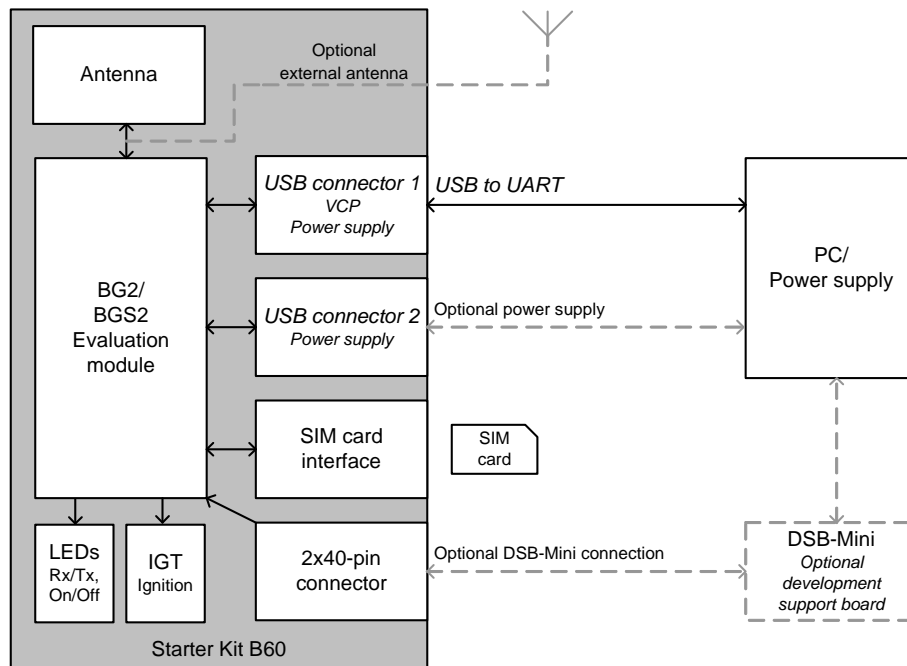 Antenna
Optional
external antenna
USB connector 1
VCP
Power supply
USB to UART
PC/
Power supply
BG2/
BGS2
Evaluation
module
USB connector 2
Power supply
Optional power supply
SIM card
interface
SIM
card
LEDs
Rx/Tx,
On/Off
IGT
Ignition
2x40-pin
connector
Optional DSB-Mini connection
DSB-Mini
Optional
development
support board
Starter Kit B60